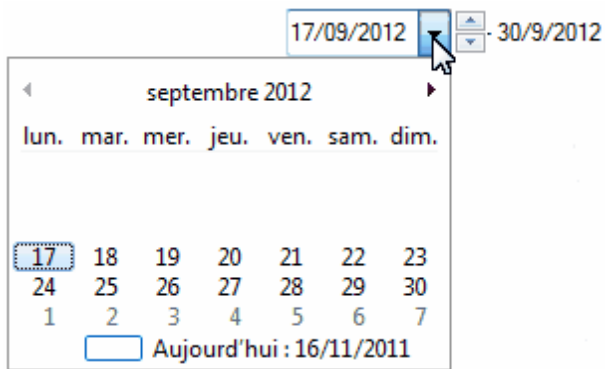 17/09/2012 - 30/9/2012
septembre 2012
lun. mar. mer. jeu. ven. sam. dim.
17 18 19 20 21 22 23
24 25 26 27 28 29 30
1 2 3 4 5 6 7
Aujourd'hui : 16/11/2011